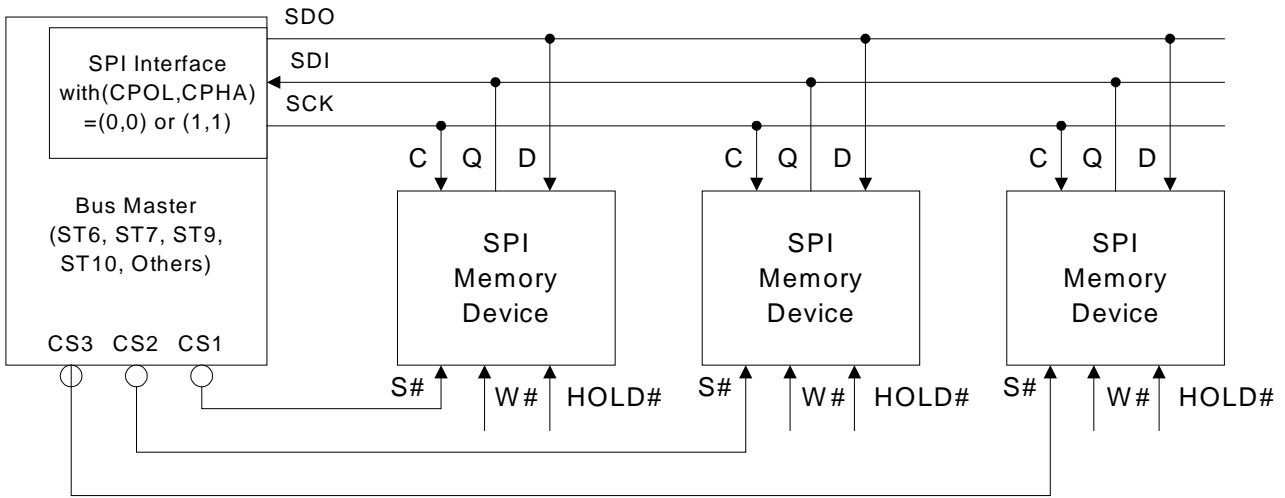 SDO
SPI Interface
with(CPOL,CPHA)
=(0,0) or (1,1)
SDI
SCK
C Q D
C Q D
C Q D
Bus Master
(ST6, ST7, ST9,
ST10, Others)
SPI
Memory
Device
SPI
Memory
Device
SPI
Memory
Device
CS3 CS2 CS1
S# W# HOLD#
S# W# HOLD#
S# W# HOLD#